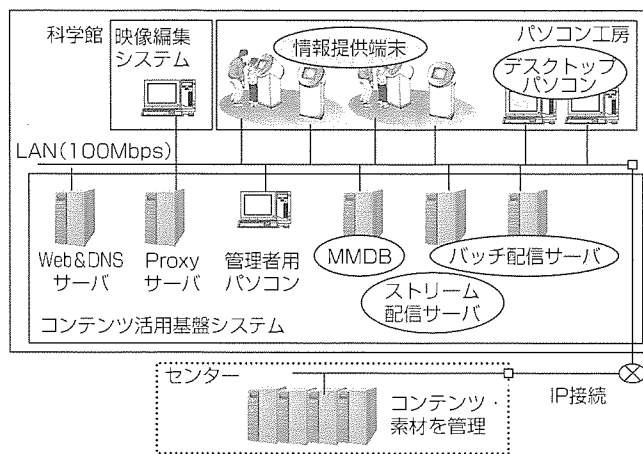 科学館
映像編集
システム
情報提供端末
パソコン工房
デスクトップ
パソコン
LAN(100Mbps)
Web&DNS
サーバ
Proxy
サーバ
管理者用
パソコン
MMDB
ストリーム
配信サーバ
バッチ配信サーバ
コンテンツ活用基盤システム
センター
コンテンツ・
素材を管理
IP接続